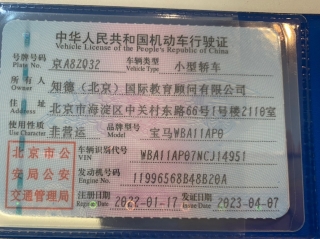 中华人民共和国机动车行驶证
Vehicle License of the People's Republic of China
号牌号码 京A82Q32 车辆类型 小型轿车
Plate No. Vehicle Type
所有人 知德（北京）国际教育顾问有限公司
Owner
住址 北京市海淀区中关村东路66号1号楼2110室
Address
使用性质 非营运 品牌型号 宝马WBA11AP0
Use Character Model
北京市公安局公安交通管理局
车辆识别代号 WBA11AP07NCJ14951
VIN
发动机号码 11996568B48B20A
Engine No.
注册日期 2022-01-17 发证日期 2023-04-07
Register Date Issue Date